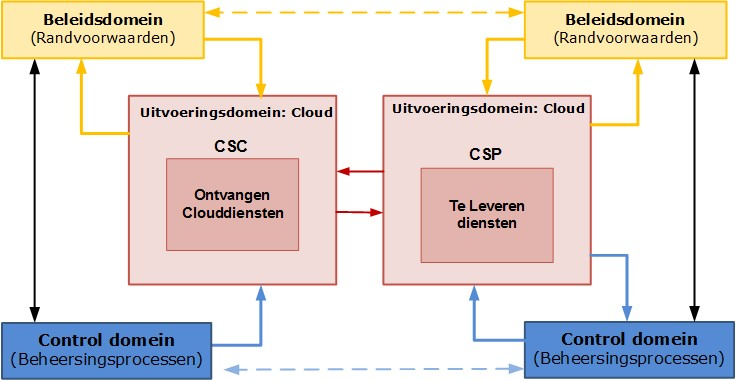 Beleidsdomein
(Randvoorwaarden)
Beleidsdomein
(Randvoorwaarden)
Uitvoeringsdomein: Cloud
CSC
Ontvangen
Clouddiensten
Uitvoeringsdomein: Cloud
CSP
Te Leveren
diensten
Control domein
(Beheersingsprocessen)
Control domein
(Beheersingsprocessen)